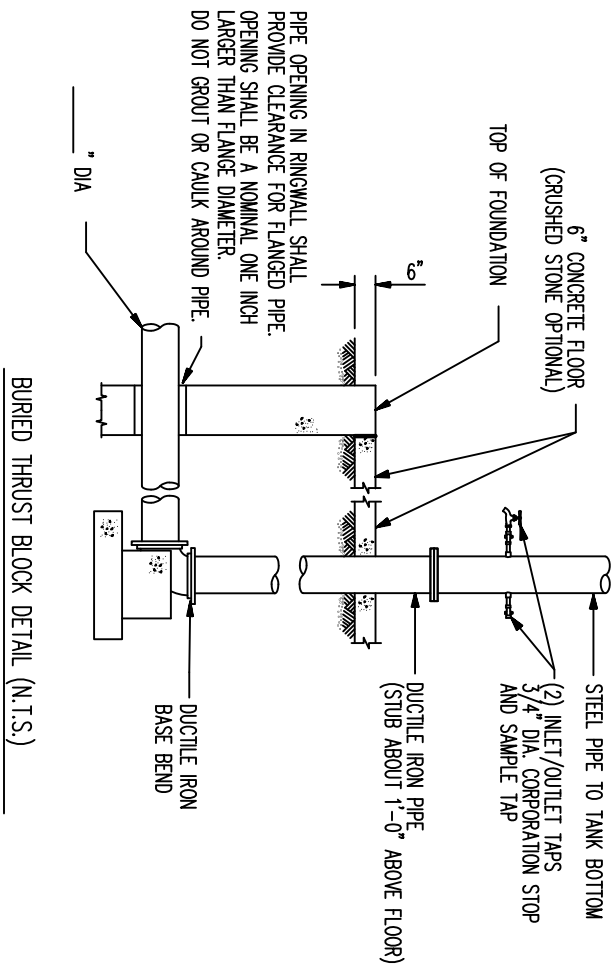 STEEL PIPE TO TANK BOTTOM
(2) INLET/OUTLET TAPS
3/4" DIA. CORPORATION STOP
AND SAMPLE TAP
6" CONCRETE FLOOR
(CRUSHED STONE OPTIONAL)
TOP OF FOUNDATION
6"
DUCTILE IRON PIPE
(STUB ABOUT 1'-0" ABOVE FLOOR)
PIPE OPENING IN RINGWALL SHALL
PROVIDE CLEARANCE FOR FLANGED PIPE.
OPENING SHALL BE A NOMINAL ONE INCH
LARGER THAN FLANGE DIAMETER.
DO NOT GROUT OR CAULK AROUND PIPE.
DUCTILE IRON
BASE BEND
____" DIA
BURIED THRUST BLOCK DETAIL (N.T.S.)